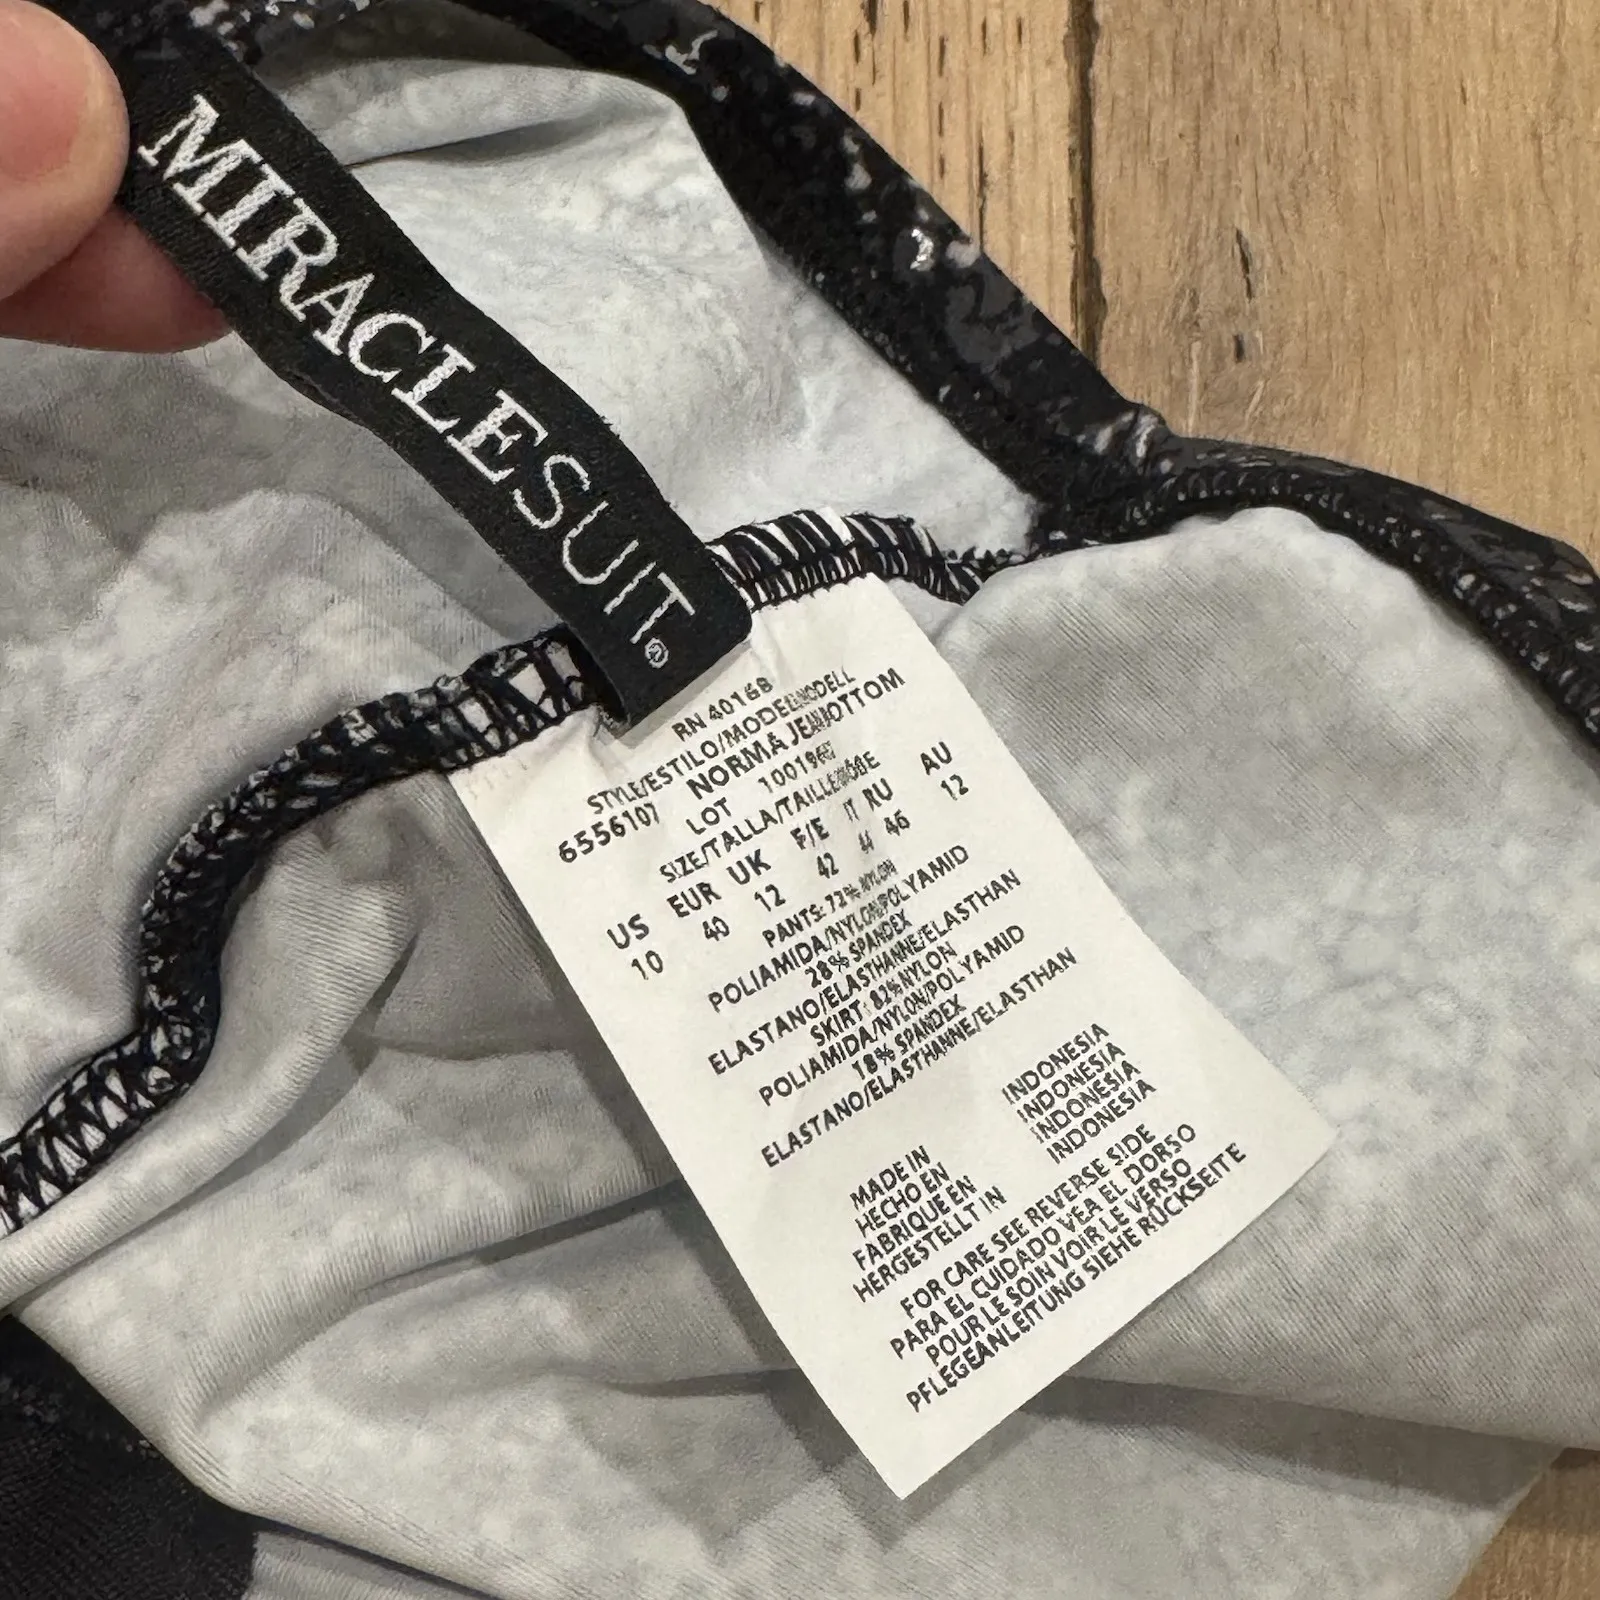 MIRACLESUIT®
RN 40168
STYLE/ESTILO/MODELE/MODELL
6556107 NORMA JEAN BOTTOM
LOT
SIZE/TALLA/TAILLE/GRÖßE
US EUR UK F/E IT RU AU
10 40 12 42 44 46 12
PANTS: 72% NYLON
POLIAMIDA/NYLON/POLYAMID
28% SPANDEX
ELASTANO/ELASTHANNE/ELASTHAN
SKIRT: 82% NYLON
POLIAMIDA/NYLON/POLYAMID
18% SPANDEX
ELASTANO/ELASTHANNE/ELASTHAN
MADE IN INDONESIA
HECHO EN INDONESIA
FABRIQUE EN INDONESIA
HERGESTELLT IN INDONESIA
FOR CARE SEE REVERSE SIDE
PARA EL CUIDADO VEA EL DORSO
POUR LE SOIN VOIR LE VERSO
PFLEGEANLEITUNG SIEHE RÜCKSEITE